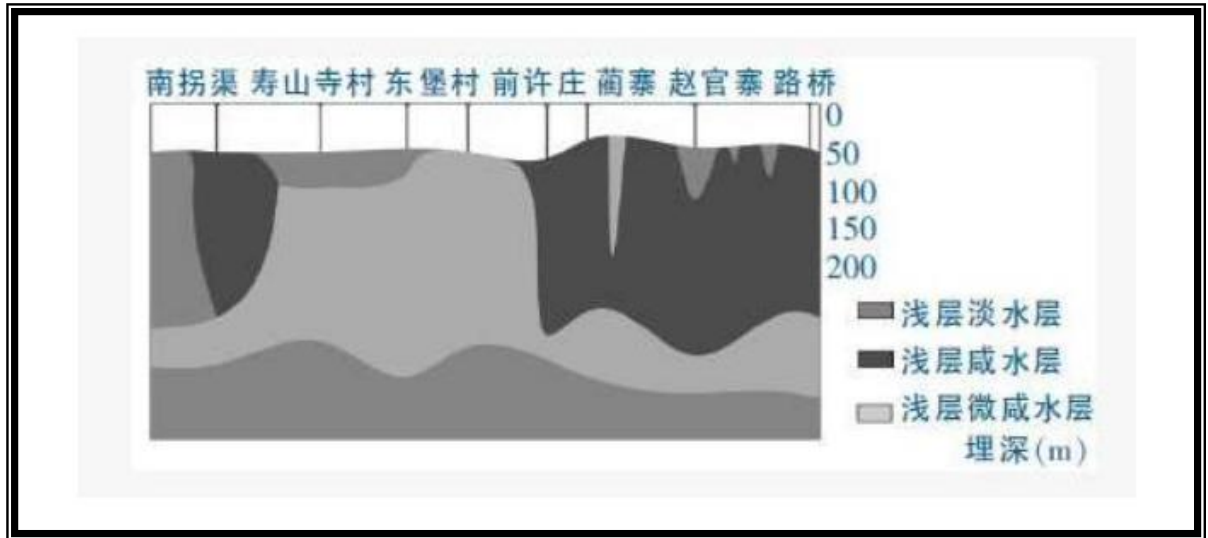 南拐渠 寿山寺村 东堡村 前许庄 蔺寨 赵官寨 路桥
0
50
100
150
200
浅层淡水层
浅层咸水层
浅层微咸水层
埋深(m)